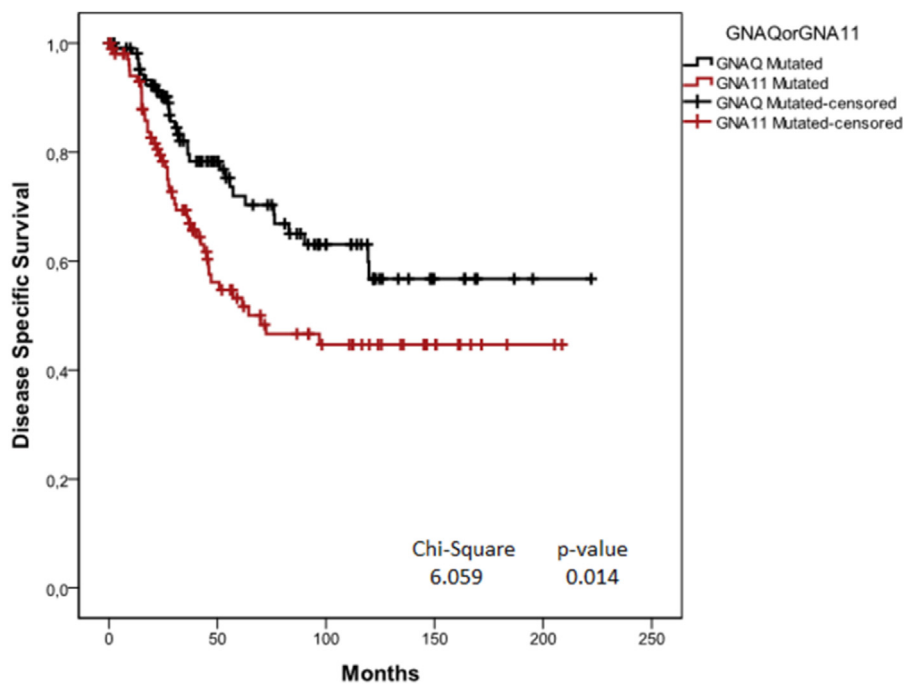 GNAQorGNA11
GNAQ Mutated
GNA11 Mutated
GNAQ Mutated-censored
GNA11 Mutated-censored
1,0
0,8
0,6
0,4
0,2
0,0
Disease Specific Survival
Chi-Square p-value
6.059 0.014
0 50 100 150 200 250
Months